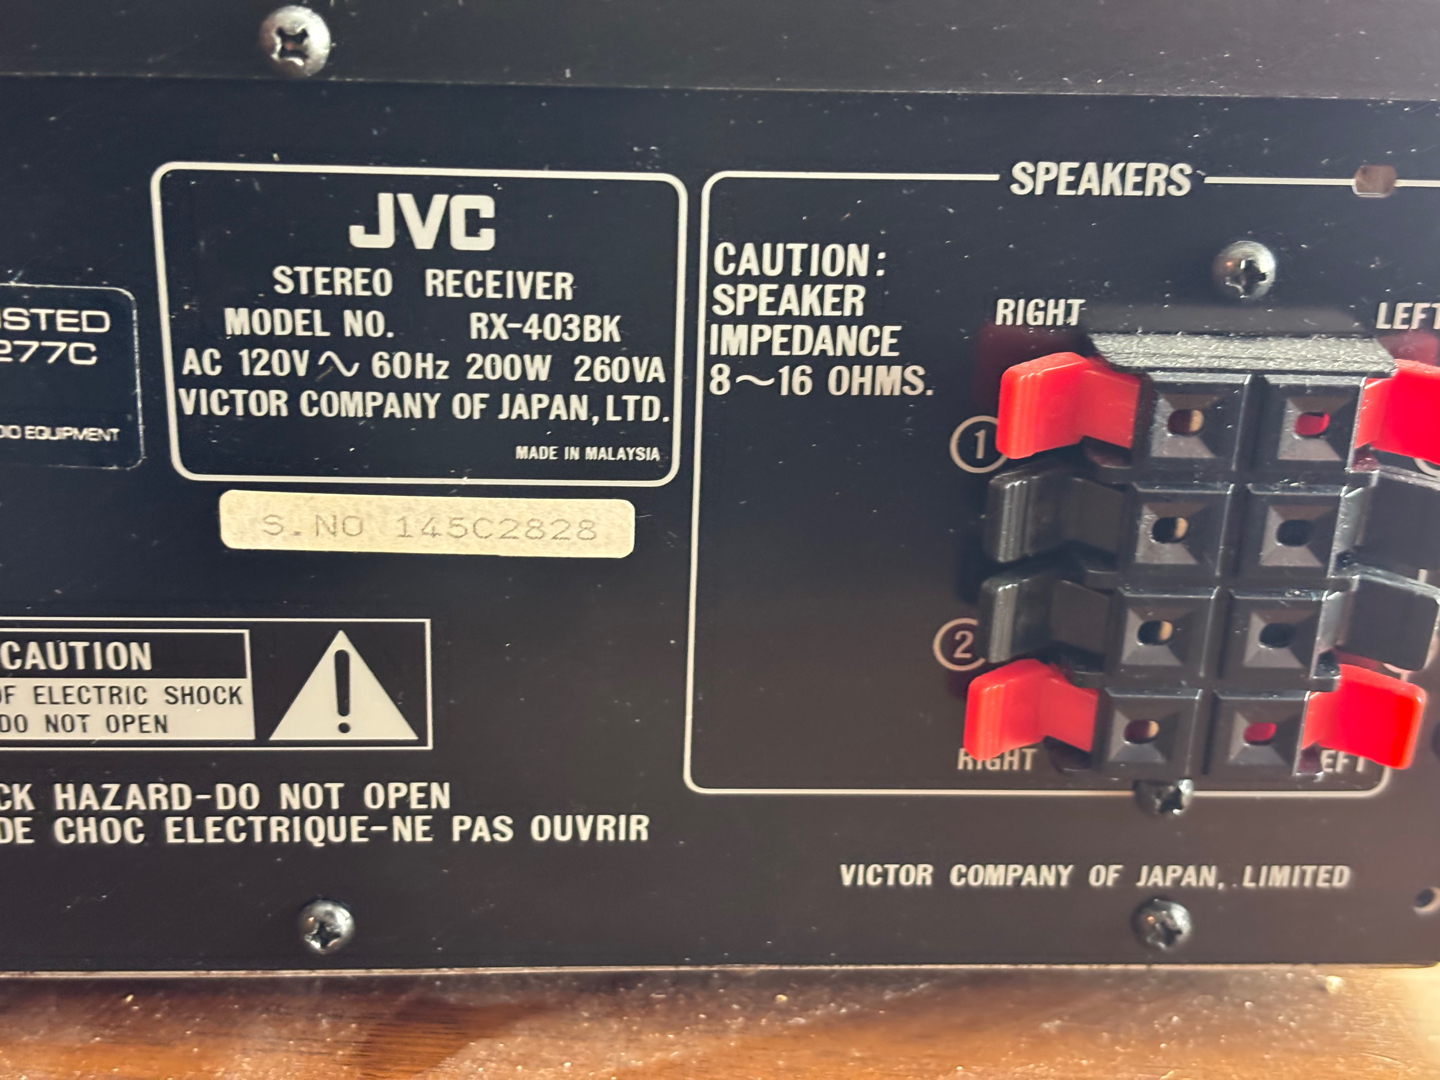 JVC
STEREO RECEIVER
MODEL NO. RX-403BK
AC 120V ∿ 60Hz 200W 260VA
VICTOR COMPANY OF JAPAN, LTD.
MADE IN MALAYSIA
S.NO 145C2828
277C
EQUIPMENT
CAUTION
OF ELECTRIC SHOCK
DO NOT OPEN
HAZARD-DO NOT OPEN
DE CHOC ELECTRIQUE-NE PAS OUVRIR
SPEAKERS
CAUTION:
SPEAKER
IMPEDANCE
8~16 OHMS.
RIGHT LEFT
1
2
RIGHT LEFT
VICTOR COMPANY OF JAPAN, LIMITED